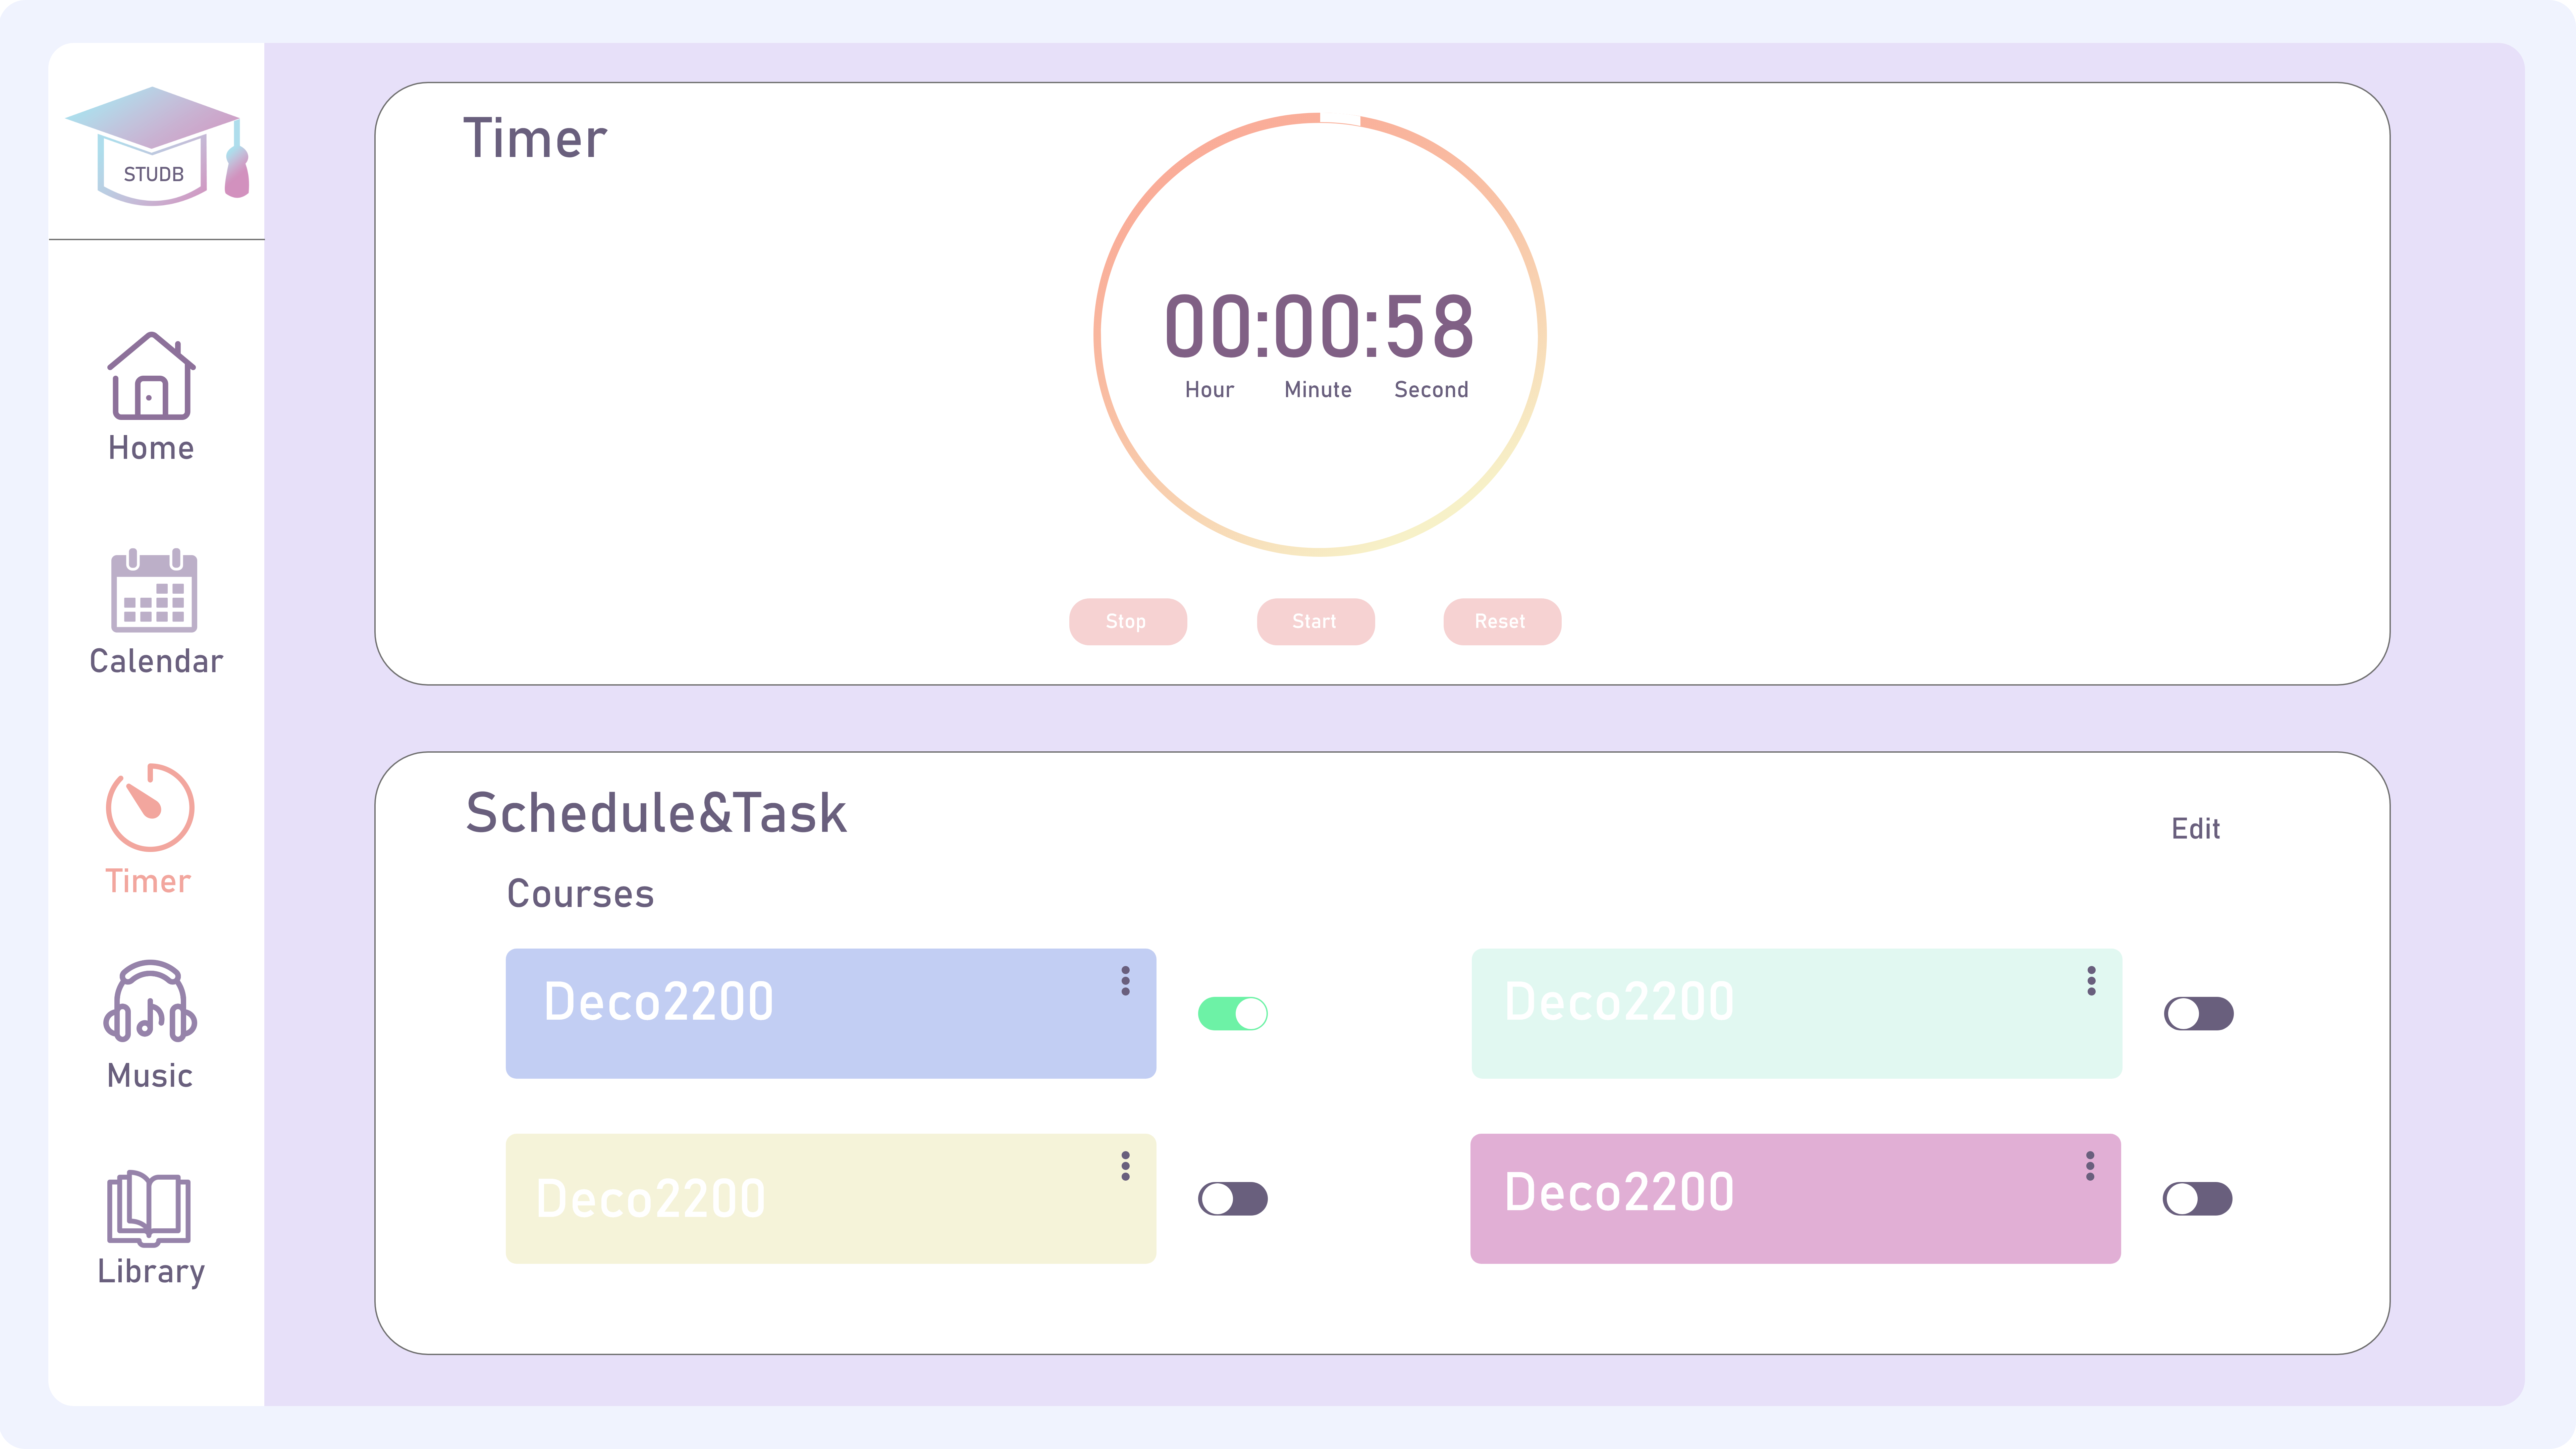 STUDB
Home
Calendar
Timer
Music
Library
Timer
00:00:58
Hour Minute Second
Stop Start Reset
Schedule&Task
Edit
Courses
Deco2200
Deco2200
Deco2200
Deco2200